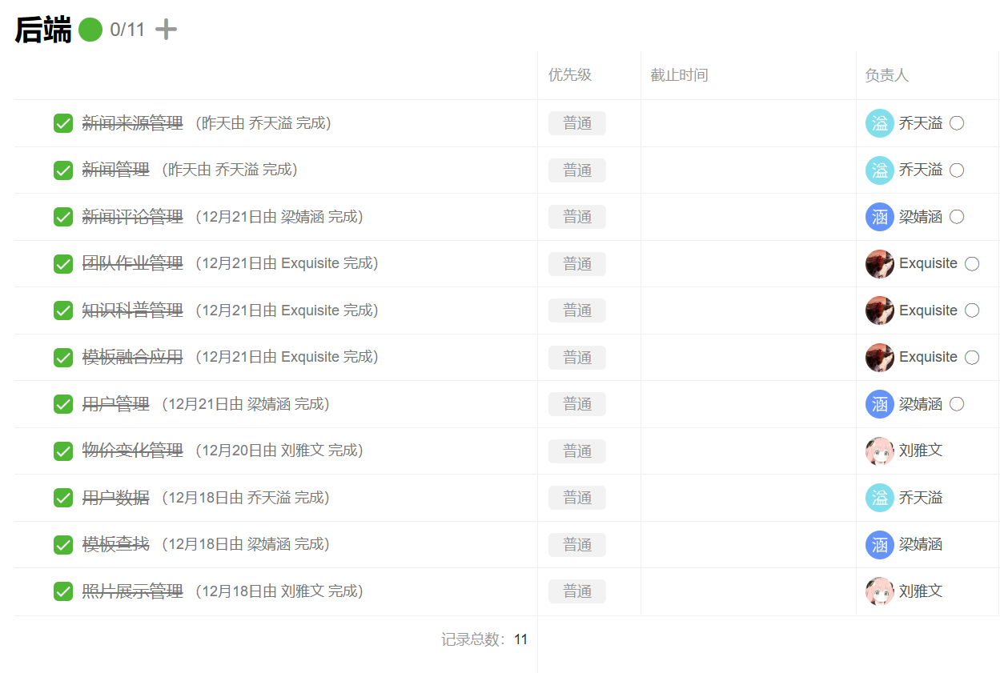 后端 0/11
优先级 截止时间 负责人
新闻来源管理 (昨天由 乔天溢 完成) 普通 溢 乔天溢
新闻管理 (昨天由 乔天溢 完成) 普通 溢 乔天溢
新闻评论管理 (12月21日由 梁婧涵 完成) 普通 涵 梁婧涵
团队作业管理 (12月21日由 Exquisite 完成) 普通 Exquisite
知识科普管理 (12月21日由 Exquisite 完成) 普通 Exquisite
模板融合应用 (12月21日由 Exquisite 完成) 普通 Exquisite
用户管理 (12月21日由 梁婧涵 完成) 普通 涵 梁婧涵
物价变化管理 (12月20日由 刘雅文 完成) 普通 刘雅文
用户数据 (12月18日由 乔天溢 完成) 普通 溢 乔天溢
模板查找 (12月18日由 梁婧涵 完成) 普通 涵 梁婧涵
照片展示管理 (12月18日由 刘雅文 完成) 普通 刘雅文
记录总数：11